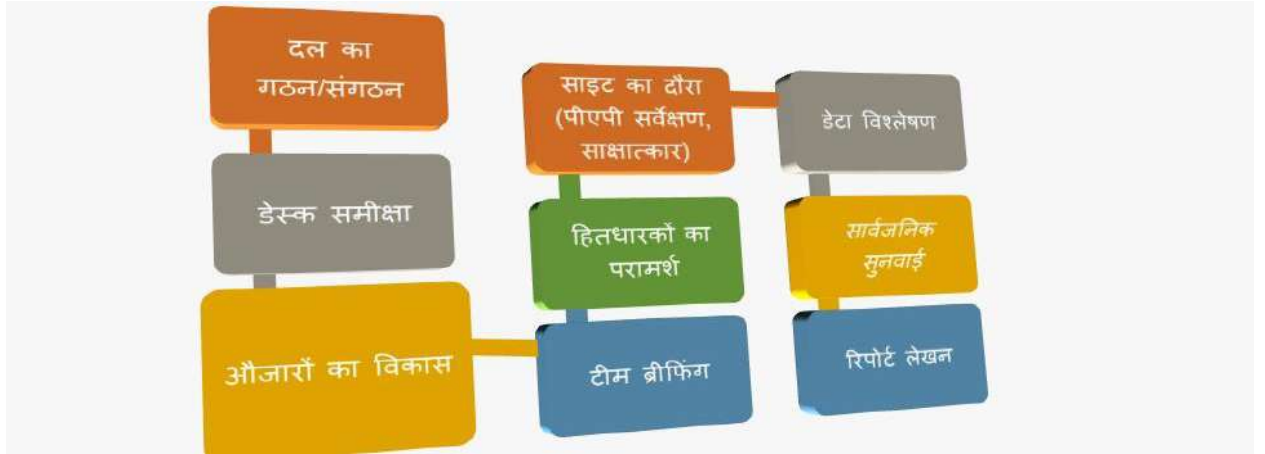 दल का
गठन/संगठन
डेस्क समीक्षा
औजारों का विकास
टीम ब्रीफिंग
हितधारकों का
परामर्श
साइट का दौरा
(पीएपी सर्वेक्षण,
साक्षात्कार)
डेटा विश्लेषण
सार्वजनिक
सुनवाई
रिपोर्ट लेखन